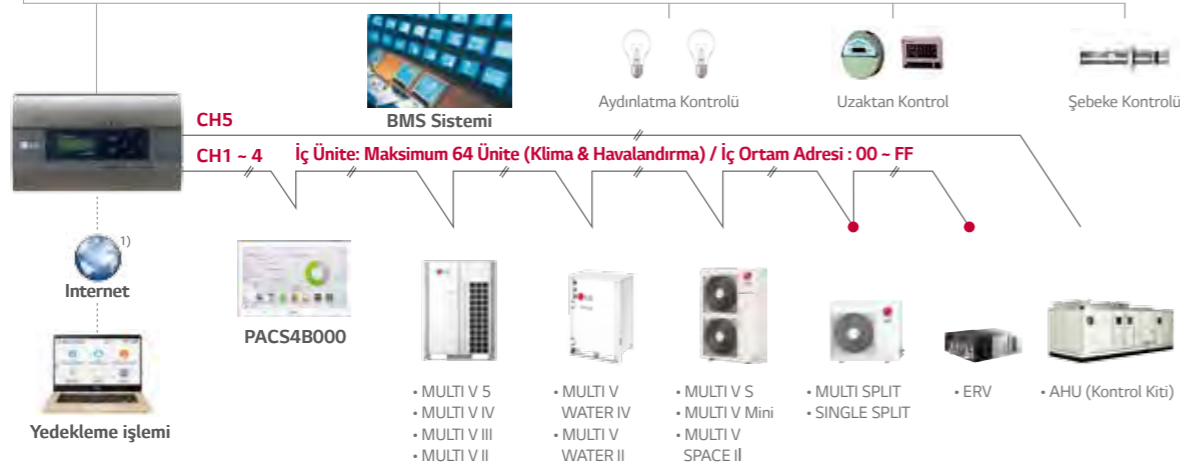 Aydınlatma Kontrolü
Uzaktan Kontrol
Şebeke Kontrolü
BMS Sistemi
CH5
CH1 ~ 4
İç Ünite: Maksimum 64 Ünite (Klima & Havalandırma) / İç Ortam Adresi : 00 ~ FF
1)
Internet
PACS4B000
Yedekleme işlemi
• MULTI V 5
• MULTI V IV
• MULTI V III
• MULTI V II
• MULTI V
WATER IV
• MULTI V
WATER II
• MULTI V S
• MULTI V Mini
• MULTI V
SPACE II
• MULTI SPLIT
• SINGLE SPLIT
• ERV
• AHU (Kontrol Kiti)